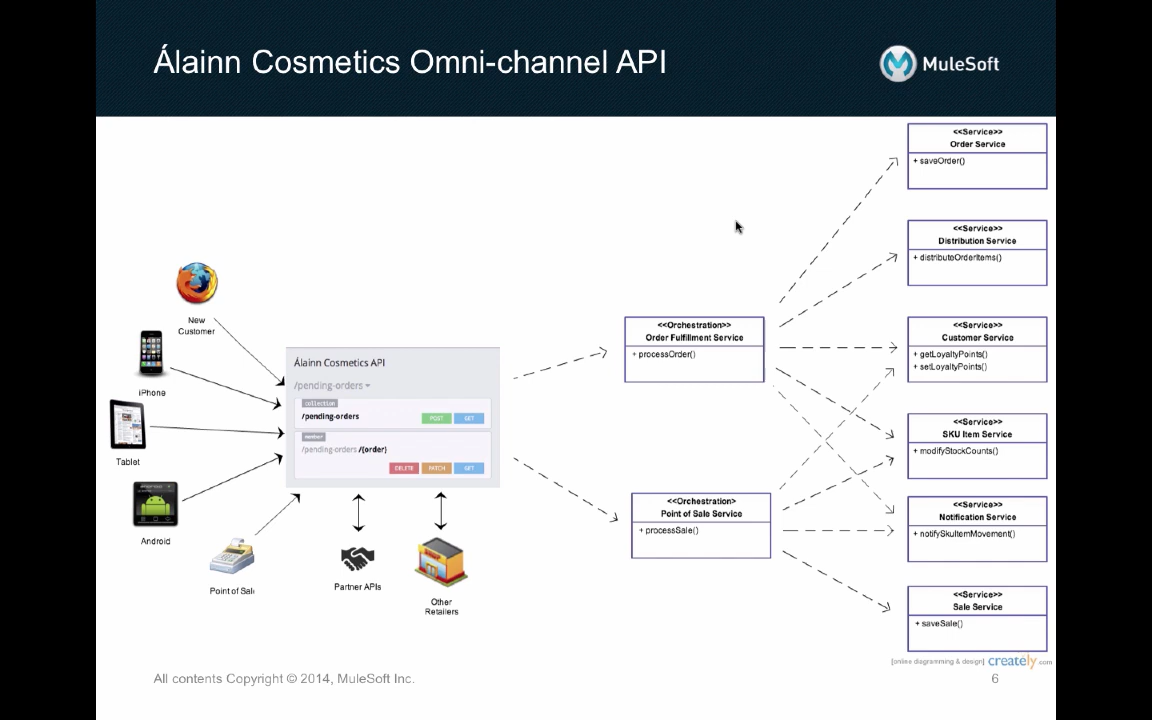 Álainn Cosmetics Omni-channel API
MuleSoft
<<Service>>
Order Service
+ saveOrder()
<<Service>>
Distribution Service
+ distributeOrderItems()
New
Customer
iPhone
Tablet
Android
Point of Sale
Álainn Cosmetics API
/pending-orders
collection
/pending-orders
POST
GET
member
/pending-orders /{order}
DELETE
PATCH
GET
Partner APIs
Other
Retailers
<<Orchestration>>
Order Fulfillment Service
+ processOrder()
<<Orchestration>
Point of Sale Service
+ processSale()
<<Service>>
Customer Service
+ getLoyaltyPoints()
+ setLoyaltyPoints()
<<Service>>
SKU Item Service
+ modifyStockCounts()
<<Service>>
Notification Service
+ notifySkuItemMovement()
<<Service>>
Sale Service
+ saveSale()
[online diagramming & design] creately.com
All contents Copyright © 2014, MuleSoft Inc.
6